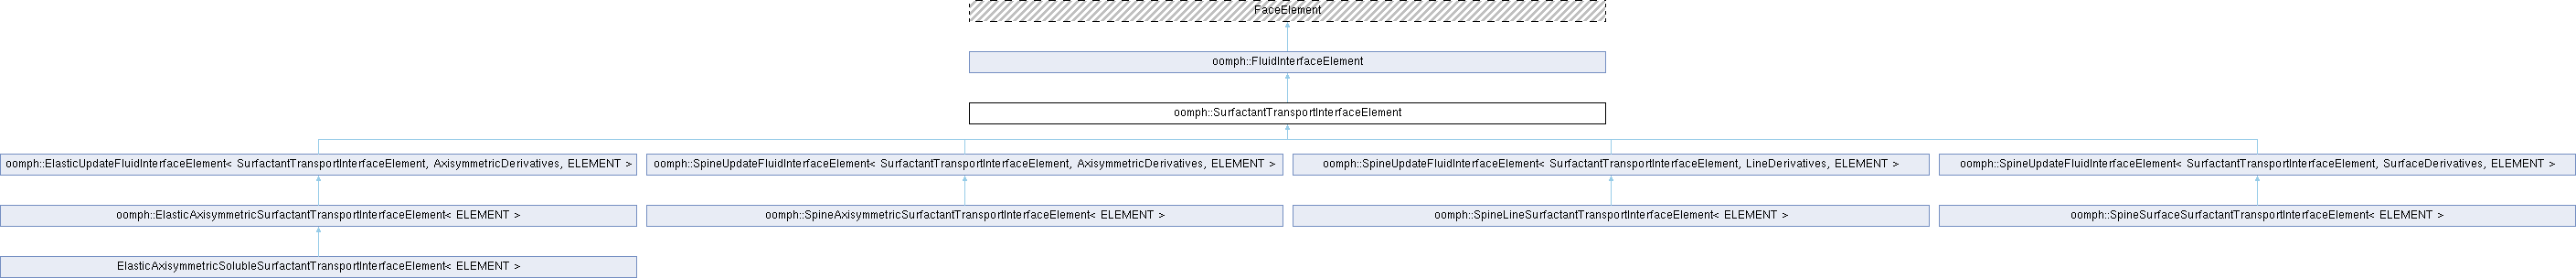 FaceElement
oomph::FluidInterfaceElement
oomph::SurfactantTransportInterfaceElement
oomph::ElasticUpdateFluidInterfaceElement< SurfactantTransportInterfaceElement, AxisymmetricDerivatives, ELEMENT >
oomph::SpineUpdateFluidInterfaceElement< SurfactantTransportInterfaceElement, AxisymmetricDerivatives, ELEMENT >
oomph::SpineUpdateFluidInterfaceElement< SurfactantTransportInterfaceElement, LineDerivatives, ELEMENT >
oomph::SpineUpdateFluidInterfaceElement< SurfactantTransportInterfaceElement, SurfaceDerivatives, ELEMENT >
oomph::ElasticAxisymmetricSurfactantTransportInterfaceElement< ELEMENT >
oomph::SpineAxisymmetricSurfactantTransportInterfaceElement< ELEMENT >
oomph::SpineLineSurfactantTransportInterfaceElement< ELEMENT >
oomph::SpineSurfaceSurfactantTransportInterfaceElement< ELEMENT >
ElasticAxisymmetricSolubleSurfactantTransportInterfaceElement< ELEMENT >